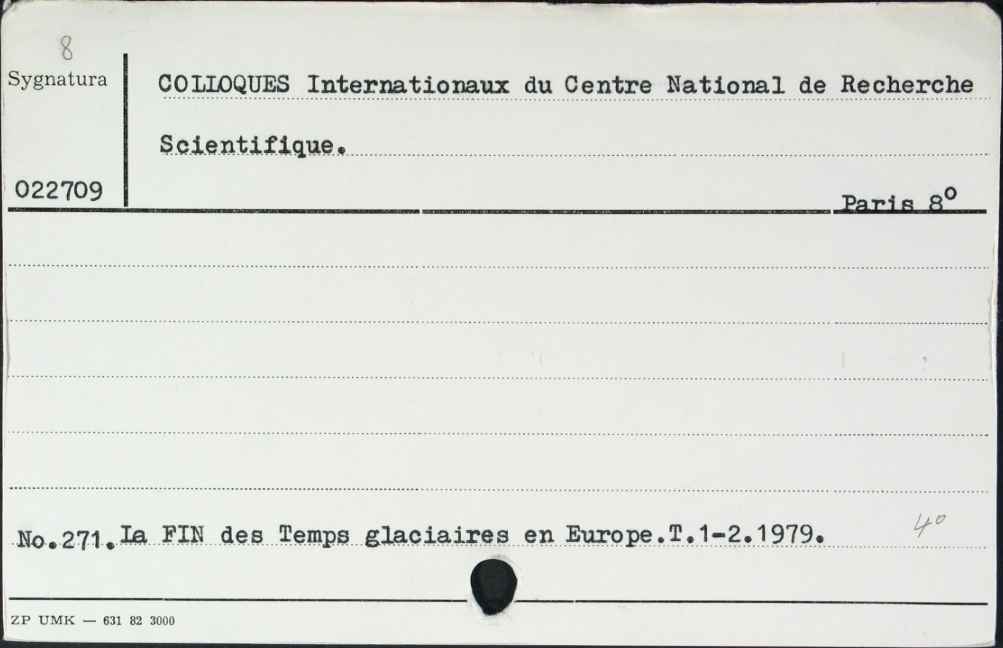 8
Sygnatura
COLLOQUES Internationaux du Centre National de Recherche
Scientifique.
022709
Paris 8°
No.271.La FIN des Temps glaciaires en Europe.T.1-2.1979.
4°
ZP UMK — 631 82 3000